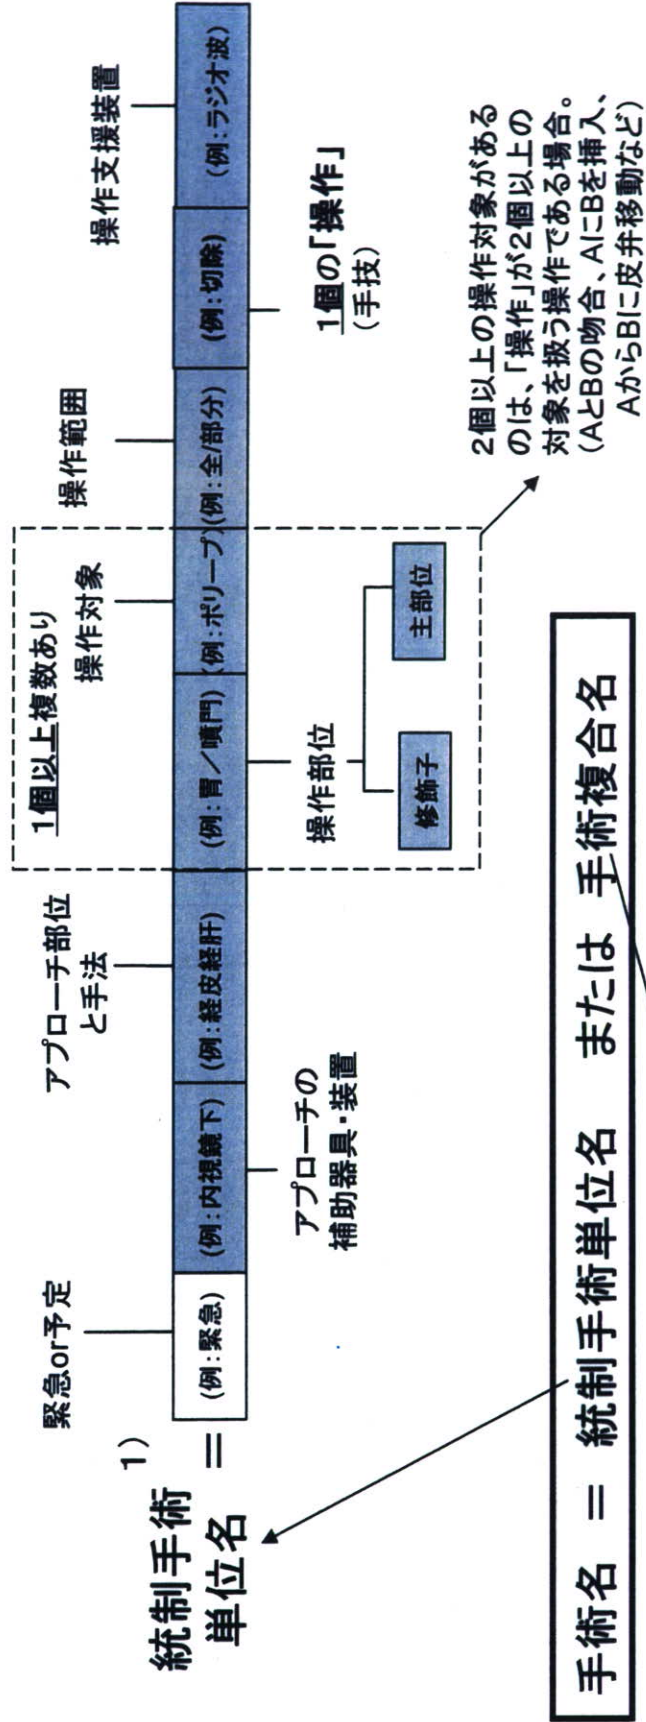 緊急or予定
アプローチ部位
と手法
1個以上複数あり
操作対象
操作範囲
操作支援装置
1)
統制手術
単位名
＝
(例：緊急)
(例：内視鏡下)
(例：経皮経肝)
(例：胃／噴門)
(例：ポリープ)
(例：全/部分)
(例：切除)
(例：ラジオ波)
アプローチの
補助器具・装置
操作部位
修飾子
主部位
1個の「操作」
(手技)
2個以上の操作対象がある
のは、「操作」が2個以上の
対象を扱う操作である場合。
(AとBの吻合、AにBを挿入、
AからBに皮弁移動など)
手術名 ＝ 統制手術単位名 または 手術複合名